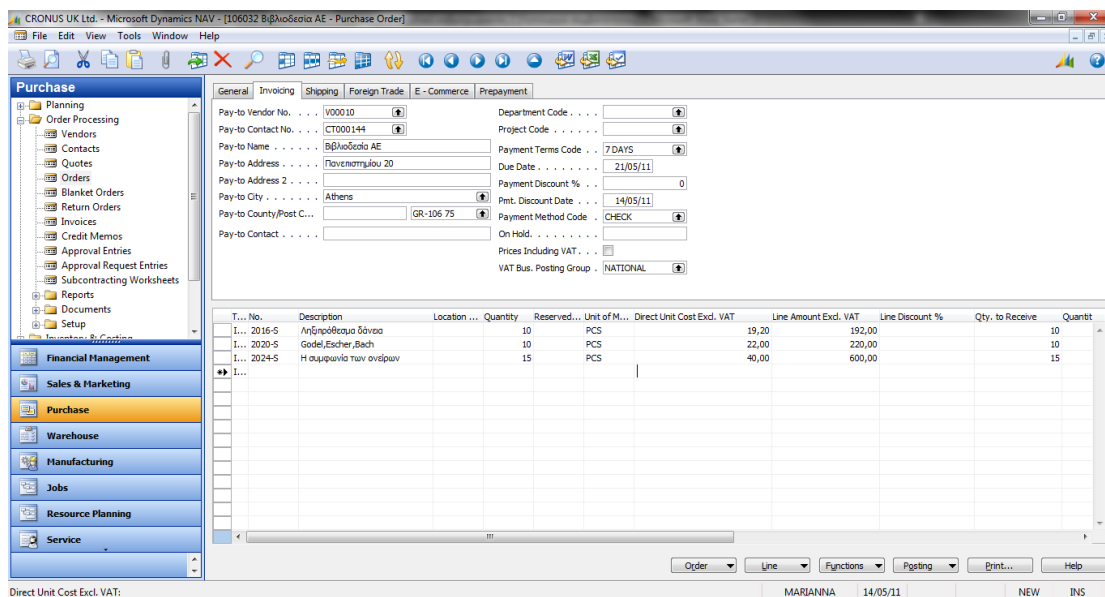 CRONUS UK Ltd. - Microsoft Dynamics NAV - [106032 Βιβλιοδεσία ΑΕ - Purchase Order]
File Edit View Tools Window Help
Purchase
Planning
Order Processing
Vendors
Contacts
Quotes
Orders
Blanket Orders
Return Orders
Invoices
Credit Memos
Approval Entries
Approval Request Entries
Subcontracting Worksheets
Reports
Documents
Setup
Inventory & Costing
Financial Management
Sales & Marketing
Purchase
Warehouse
Manufacturing
Jobs
Resource Planning
Service
General Invoicing Shipping Foreign Trade E - Commerce Prepayment
Pay-to Vendor No. . . . V00010
Pay-to Contact No. . . . CT000144
Pay-to Name . . . . . . Βιβλιοδεσία ΑΕ
Pay-to Address . . . . . Πανεπιστημίου 20
Pay-to Address 2 . . . .
Pay-to City . . . . . . . Athens
Pay-to County/Post C... GR-106 75
Pay-to Contact . . . . .
Department Code . . . .
Project Code . . . . . .
Payment Terms Code . . 7 DAYS
Due Date . . . . . . . . 21/05/11
Payment Discount % . . 0
Pmt. Discount Date . . . 14/05/11
Payment Method Code . CHECK
On Hold. . . . . . . . .
Prices Including VAT . . .
VAT Bus. Posting Group . NATIONAL
T... No. Description Location ... Quantity Reserved... Unit of M... Direct Unit Cost Excl. VAT Line Amount Excl. VAT Line Discount % Qty. to Receive Quantit
I... 2016-S Ληξιπρόθεσμα δάνεια 10 PCS 19,20 192,00 10
I... 2020-S Godel,Escher,Bach 10 PCS 22,00 220,00 10
I... 2024-S Η συμφωνία των ονείρων 15 PCS 40,00 600,00 15
I...
Order Line Functions Posting Print... Help
Direct Unit Cost Excl. VAT: MARIANNA 14/05/11 NEW INS